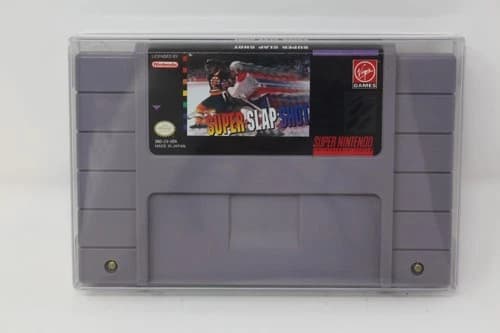 SUPER SLAP SHOT
LICENSED BY
Nintendo
Virgin
GAMES
SUPER SLAP SHOT
MADE IN JAPAN
SUPER NINTENDO